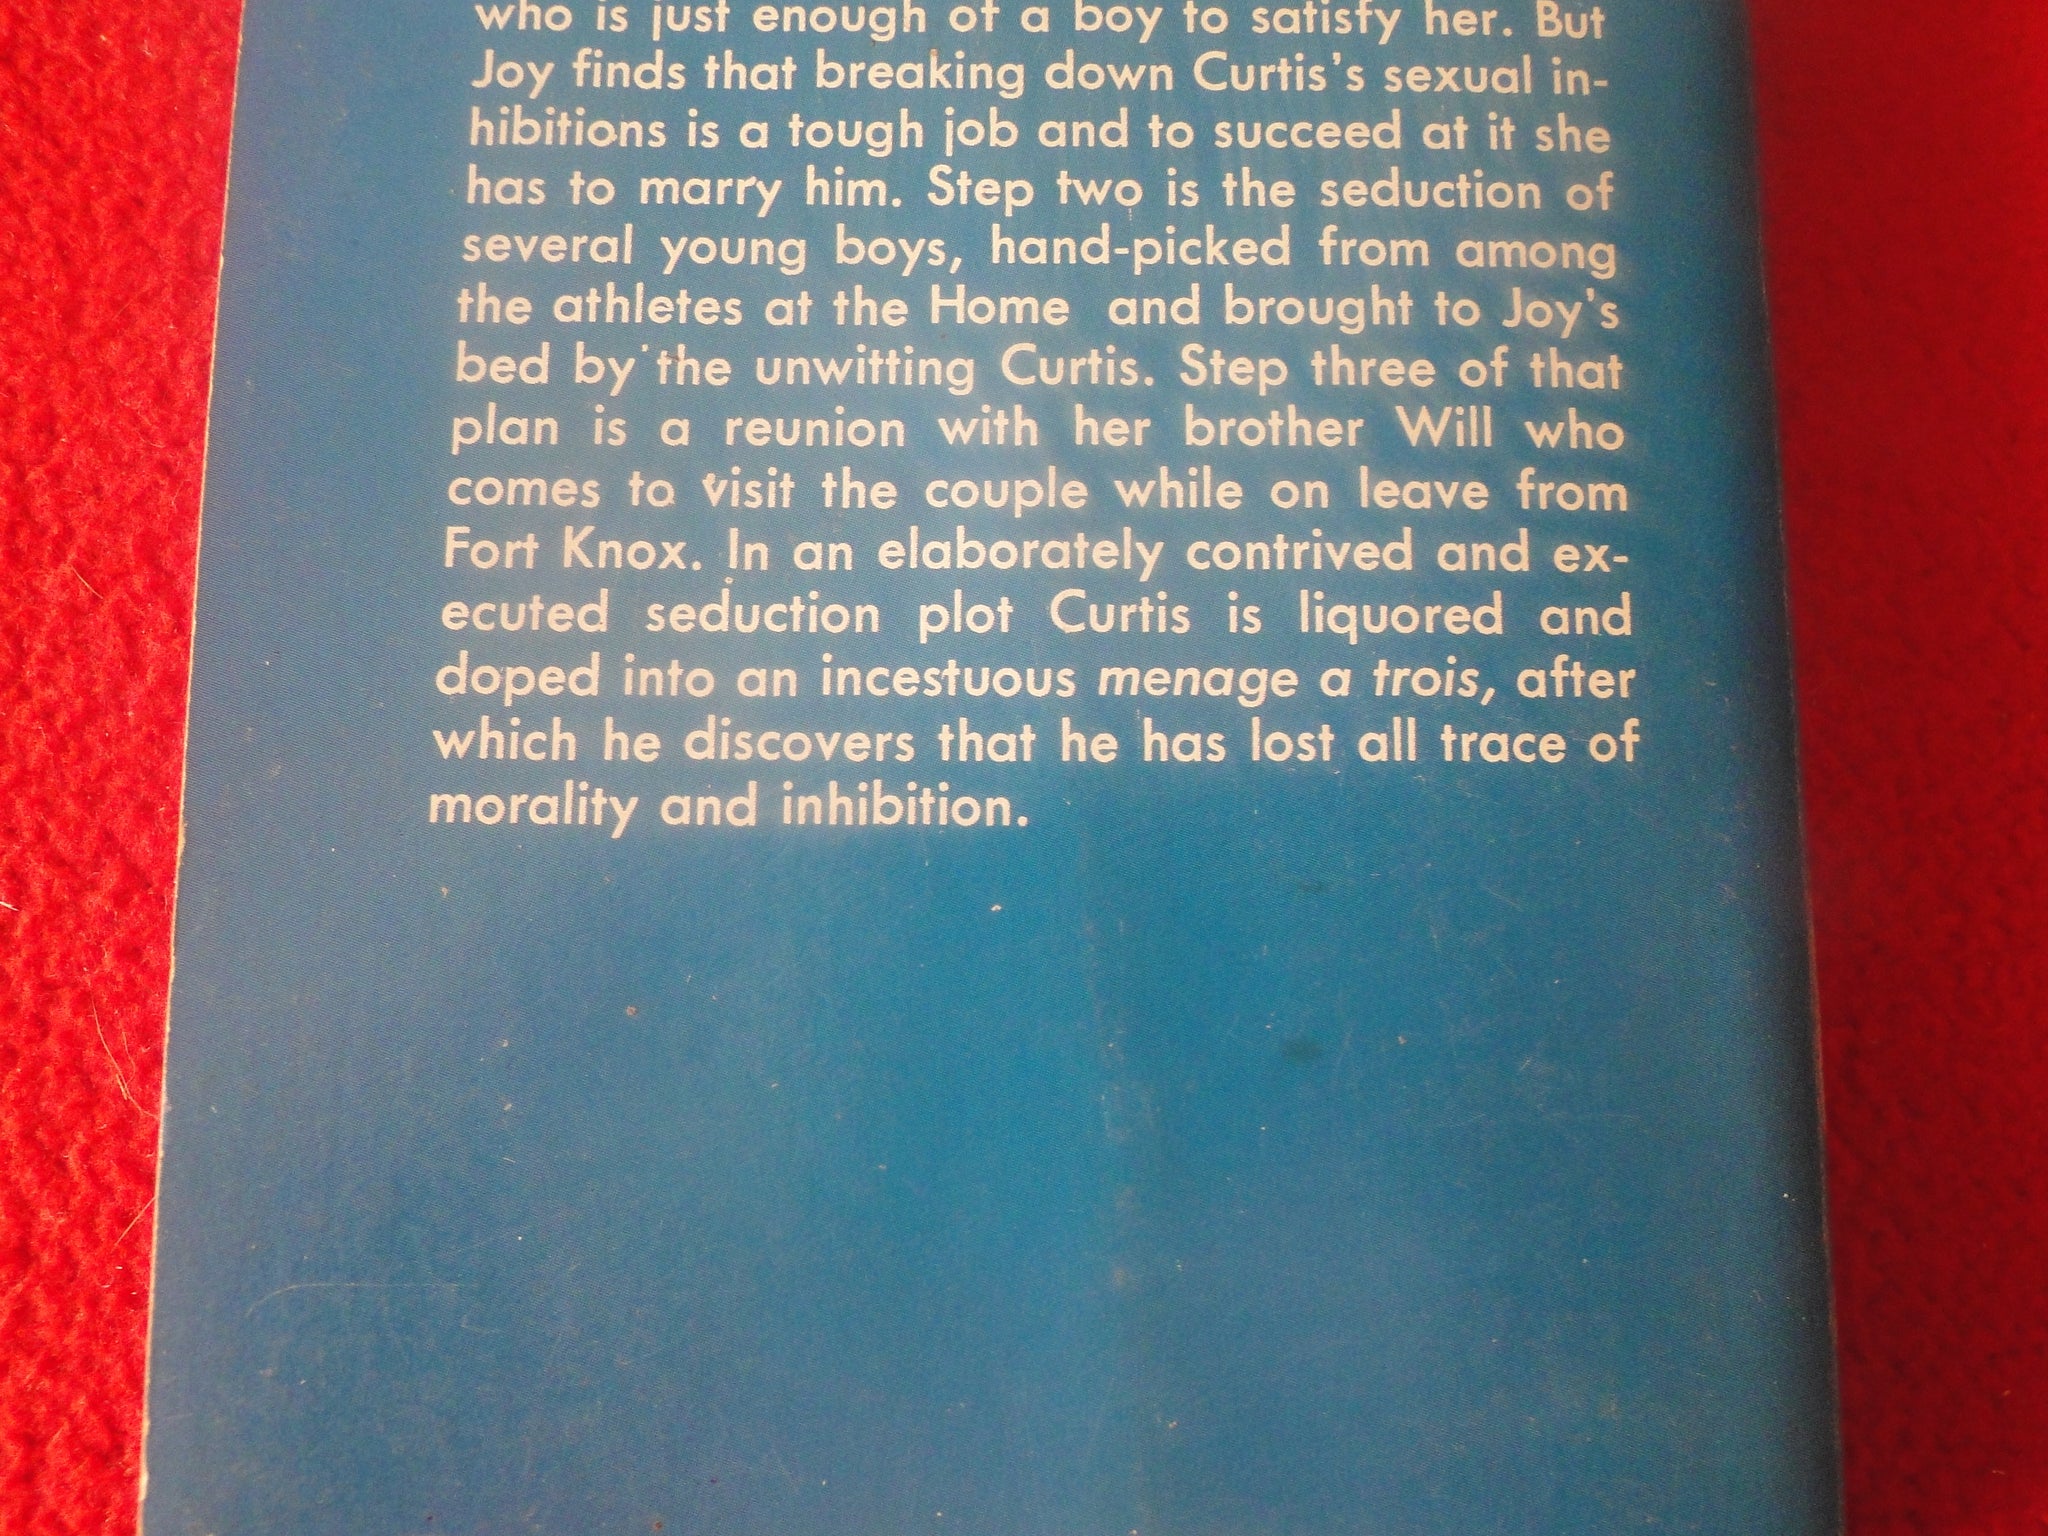 who is just enough of a boy to satisfy her. But
Joy finds that breaking down Curtis's sexual in-
hibitions is a tough job and to succeed at it she
has to marry him. Step two is the seduction of
several young boys, hand-picked from among
the athletes at the Home and brought to Joy's
bed by the unwitting Curtis. Step three of that
plan is a reunion with her brother Will who
comes to visit the couple while on leave from
Fort Knox. In an elaborately contrived and ex-
ecuted seduction plot Curtis is liquored and
doped into an incestuous menage a trois, after
which he discovers that he has lost all trace of
morality and inhibition.